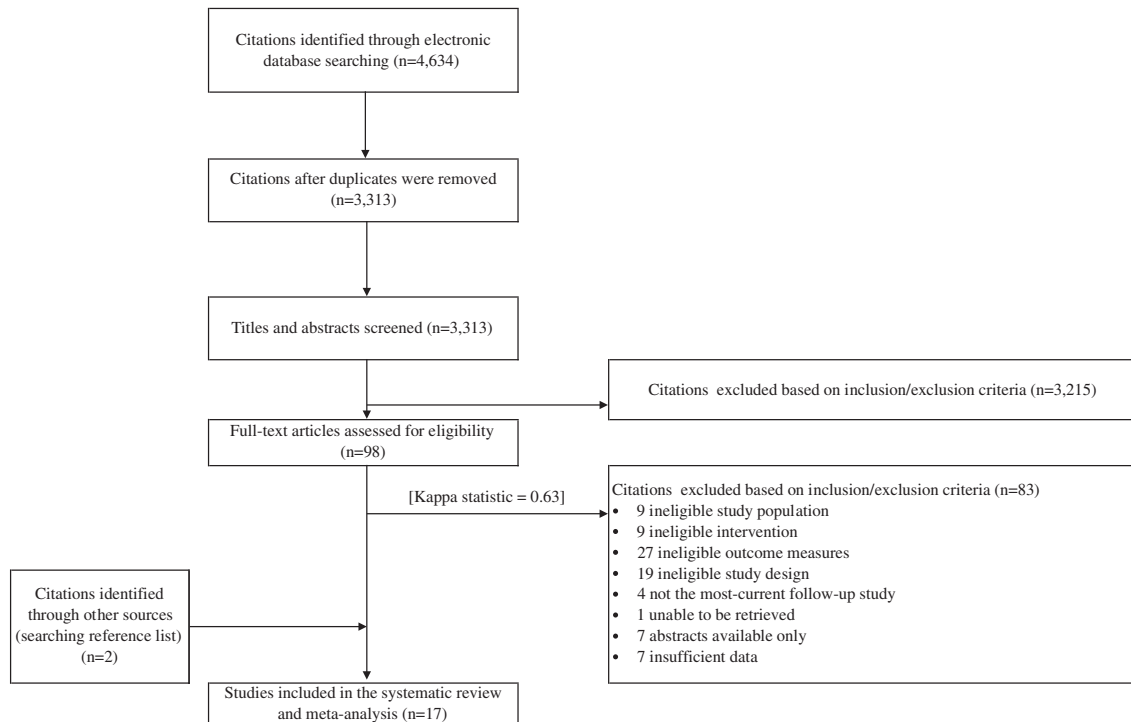 Citations identified through electronic
database searching (n=4,634)
Citations after duplicates were removed
(n=3,313)
Titles and abstracts screened (n=3,313)
Citations excluded based on inclusion/exclusion criteria (n=3,215)
Full-text articles assessed for eligibility
(n=98)
[Kappa statistic = 0.63]
Citations excluded based on inclusion/exclusion criteria (n=83)
• 9 ineligible study population
• 9 ineligible intervention
• 27 ineligible outcome measures
• 19 ineligible study design
• 4 not the most-current follow-up study
• 1 unable to be retrieved
• 7 abstracts available only
• 7 insufficient data
Citations identified
through other sources
(searching reference list)
(n=2)
Studies included in the systematic review
and meta-analysis (n=17)